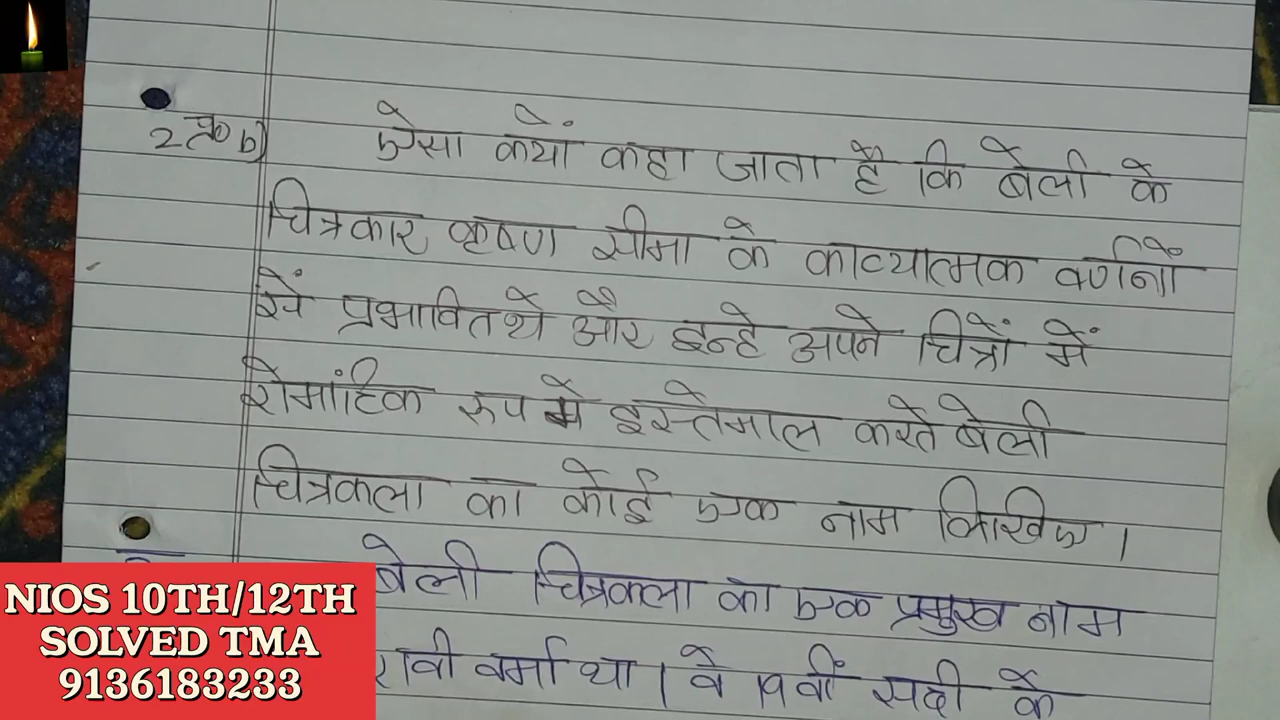 2 प्र० b) ऐसा क्यों कहा जाता है कि बेली के
चित्रकार कृष्ण सीमा के काव्यात्मक वर्णनों
से प्रभावित थे और इन्हे अपने चित्रों में
रोमांटिक रूप से इस्तेमाल करते बेली
चित्रकला का कोई एक नाम लिखिए।
बेली चित्रकला का एक प्रमुख नाम
रावी वर्मा था। वे 19वीं सदी के
NIOS 10TH/12TH
SOLVED TMA
9136183233